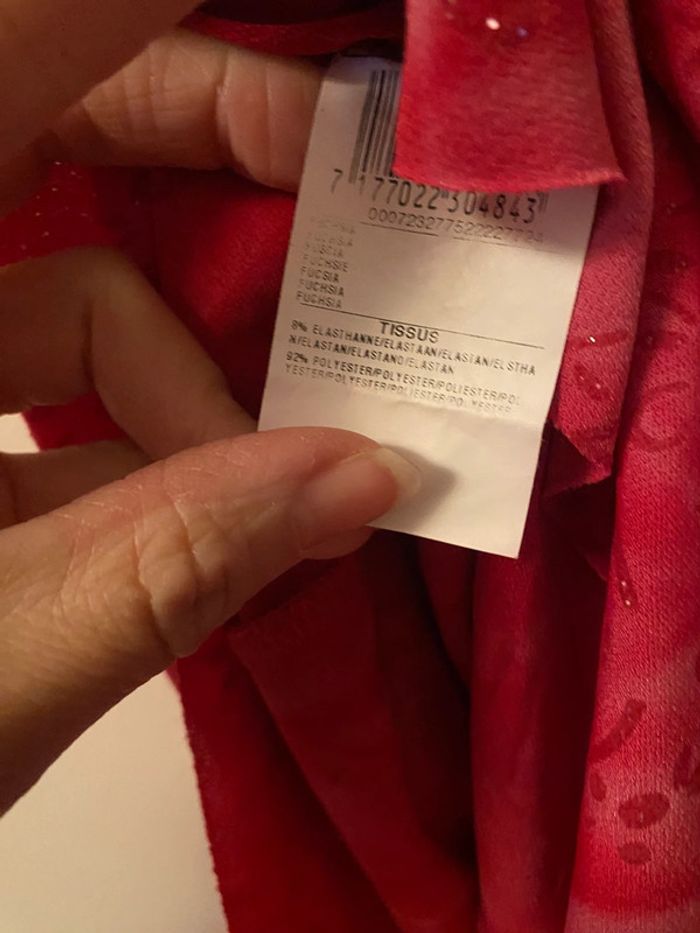 7 177022 304843
FUCHSIA
FUCSIA
FUCHSIE
FUCSIA
FUCHSIA
FUCHSIA
TISSUS
8% ELASTHANNE/ELASTAAN/ELASTAN/ELSTHA
N/ELASTAN/ELASTANO/ELASTAN
92% POLYESTER/POLYESTER/POLIESTER/POL
YESTER/POLYESTER/POLIESTER/POLYESTER